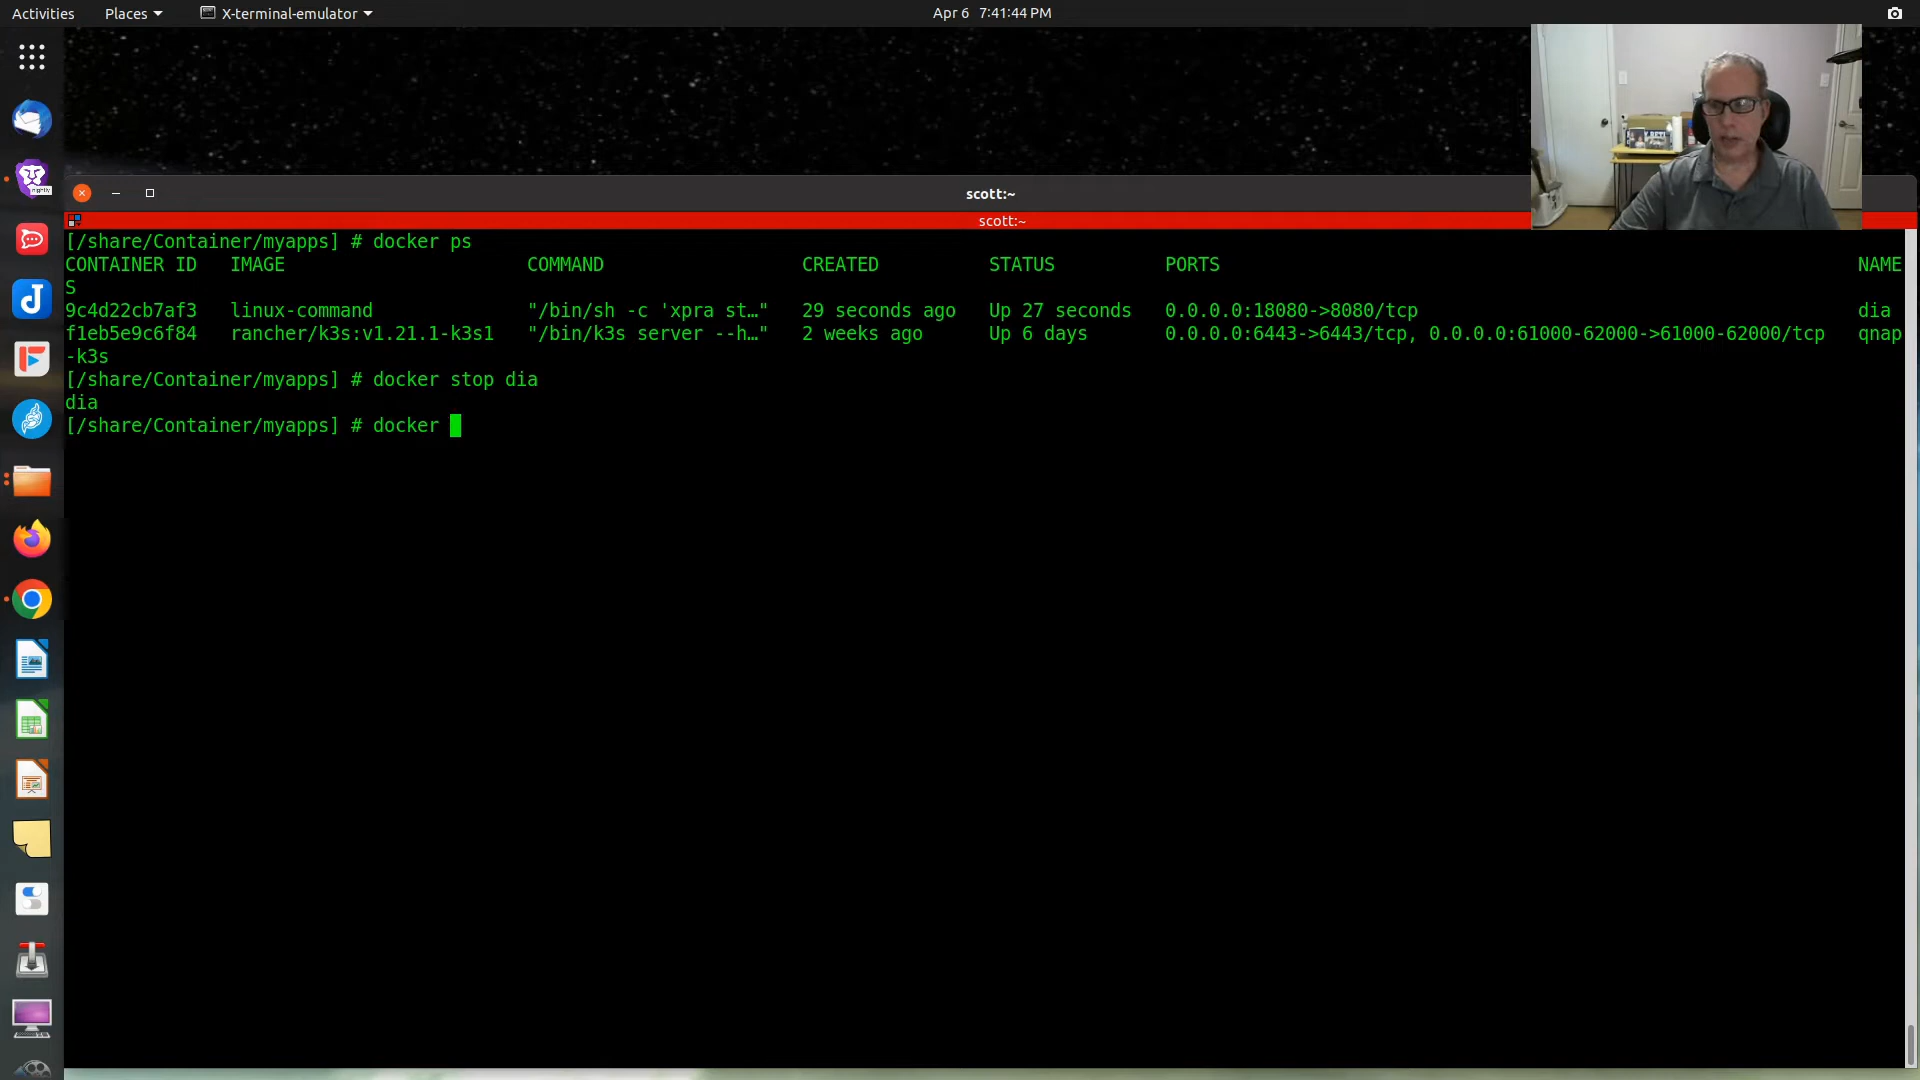 Activities Places X-terminal-emulator Apr 6 7:41:44 PM
nightly
scott:~
scott:~
[/share/Container/myapps] # docker ps
CONTAINER ID IMAGE COMMAND CREATED STATUS PORTS NAME
S
9c4d22cb7af3 linux-command "/bin/sh -c 'xpra st…" 29 seconds ago Up 27 seconds 0.0.0.0:18080->8080/tcp dia
f1eb5e9c6f84 rancher/k3s:v1.21.1-k3s1 "/bin/k3s server --h…" 2 weeks ago Up 6 days 0.0.0.0:6443->6443/tcp, 0.0.0.0:61000-62000->61000-62000/tcp qnap
-k3s
[/share/Container/myapps] # docker stop dia
dia
[/share/Container/myapps] # docker